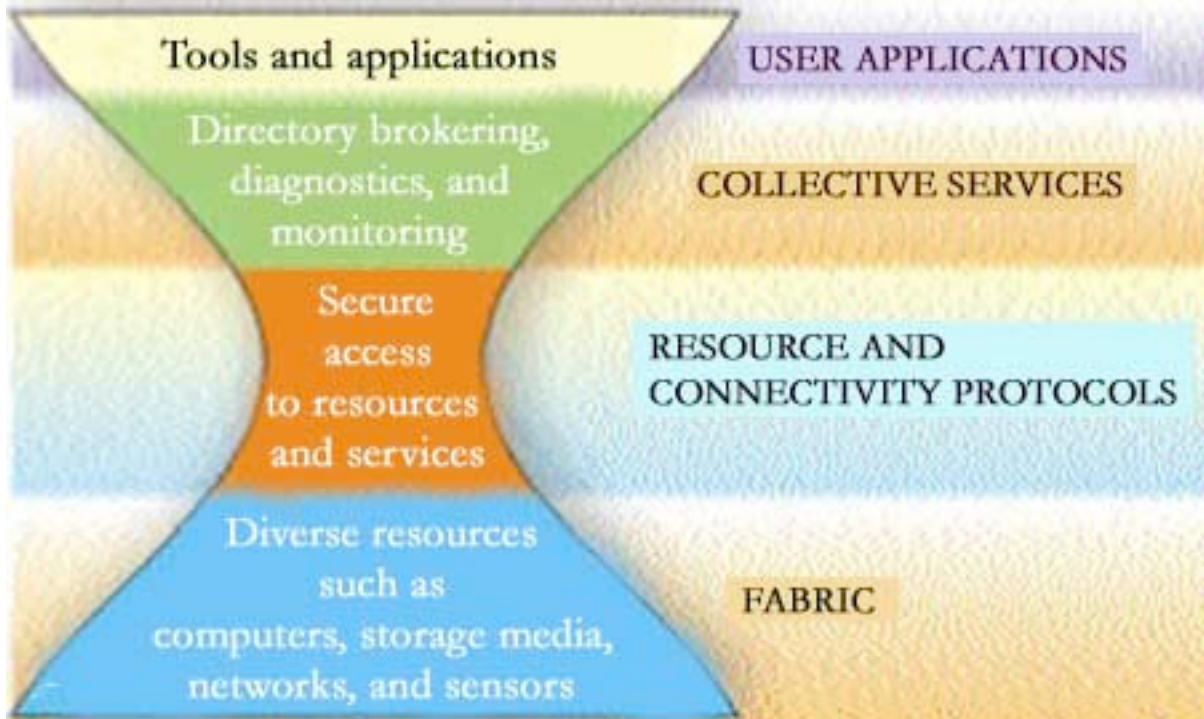 Tools and applications
USER APPLICATIONS
Directory brokering,
diagnostics, and
monitoring
COLLECTIVE SERVICES
Secure
access
to resources
and services
RESOURCE AND
CONNECTIVITY PROTOCOLS
Diverse resources
such as
computers, storage media,
networks, and sensors
FABRIC